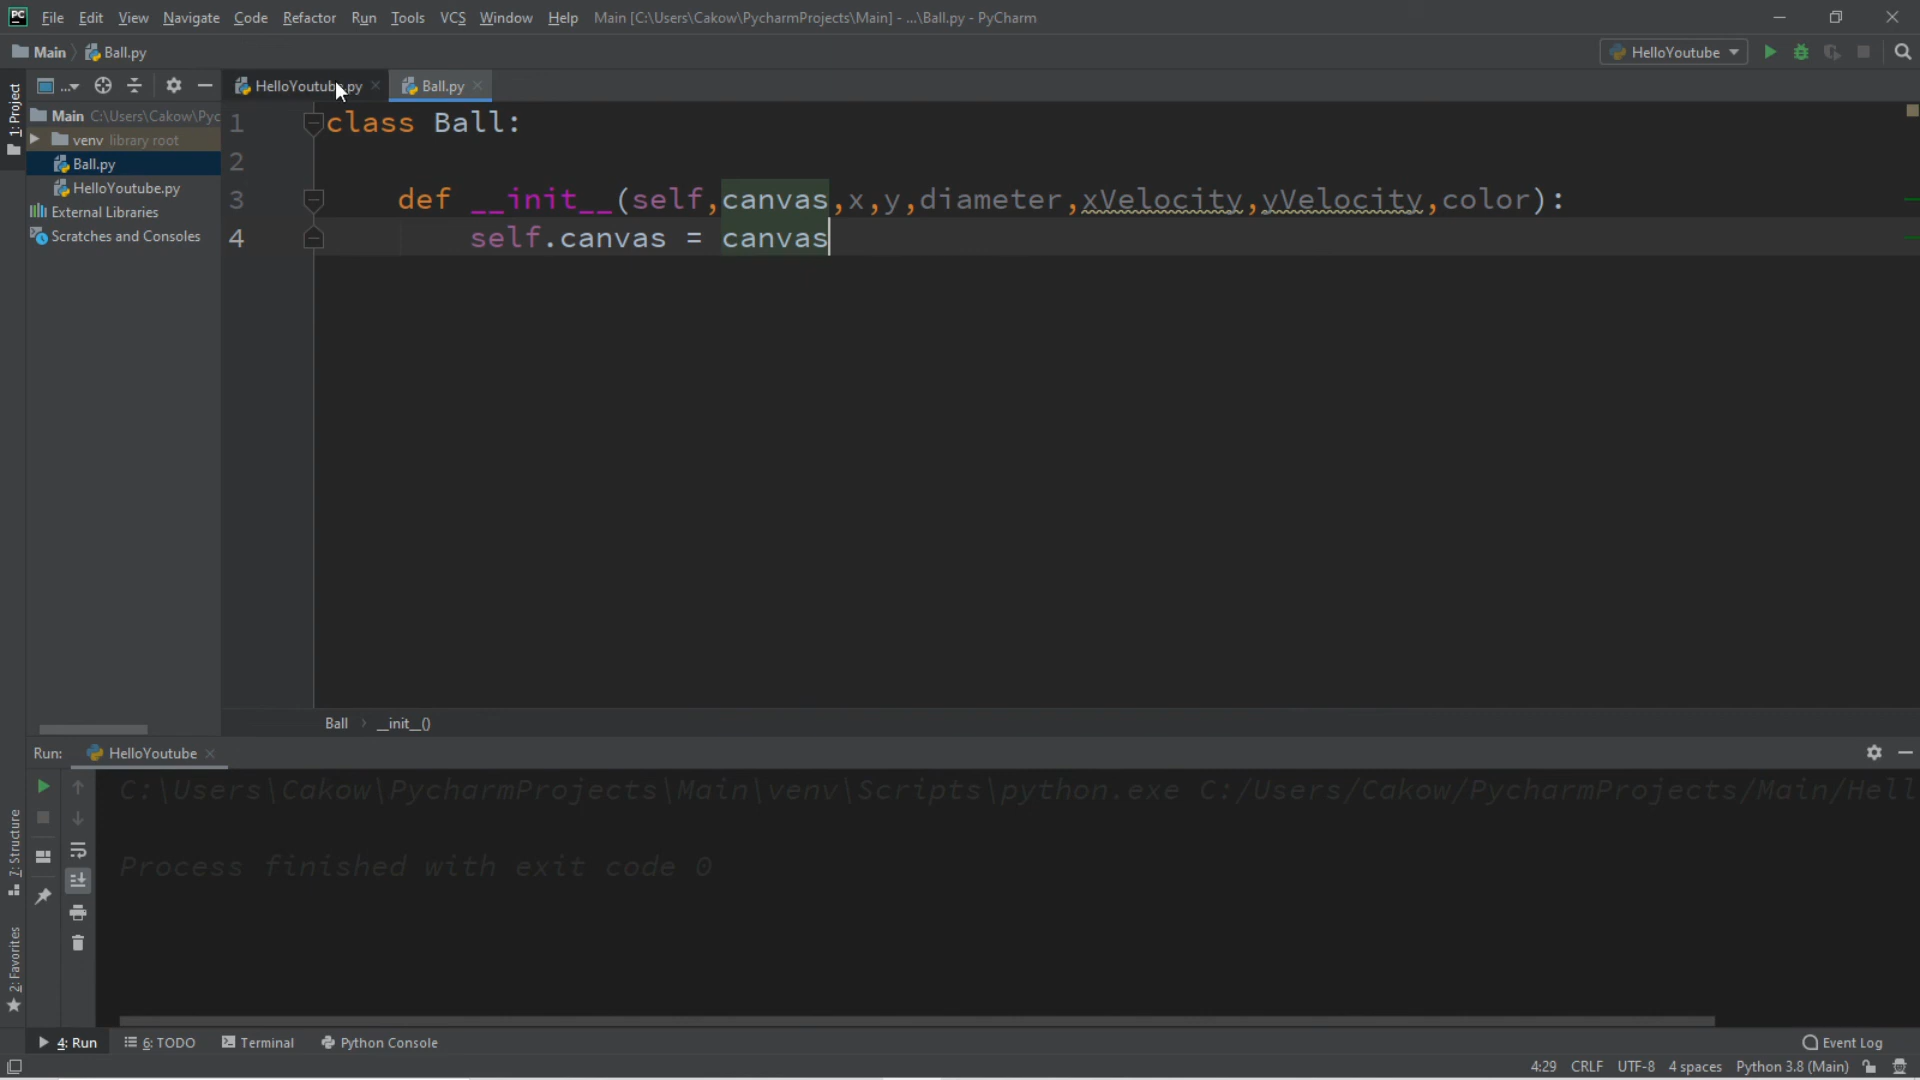 File Edit View Navigate Code Refactor Run Tools VCS Window Help Main [C:\Users\Cakow\PycharmProjects\Main] - ...\Ball.py - PyCharm
Main Ball.py HelloYoutube
1: Project ... HelloYoutube.py Ball.py
Main C:\Users\Cakow\Pyc
venv library root
Ball.py
HelloYoutube.py
External Libraries
Scratches and Consoles
1 class Ball:
2
3 def __init__(self,canvas,x,y,diameter,xVelocity,yVelocity,color):
4 self.canvas = canvas
Ball __init__()
Run: HelloYoutube
C:\Users\Cakow\PycharmProjects\Main\venv\Scripts\python.exe C:/Users/Cakow/PycharmProjects/Main/Hell
Process finished with exit code 0
7: Structure
2: Favorites
4: Run 6: TODO Terminal Python Console Event Log
4:29 CRLF UTF-8 4 spaces Python 3.8 (Main)